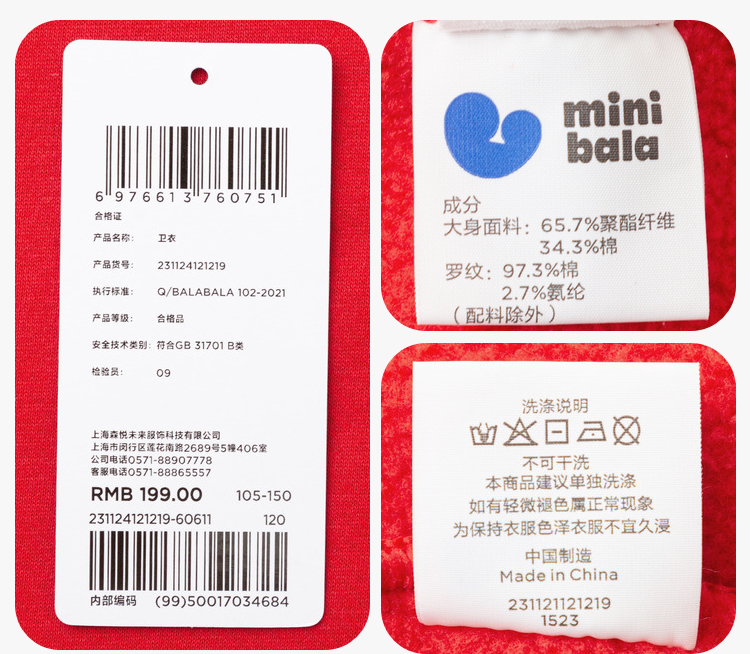 6 976613 760751
合格证
产品名称： 卫衣
产品货号： 231124121219
执行标准： Q/BALABALA 102-2021
产品等级： 合格品
安全技术类别：符合GB 31701 B类
检验员： 09
上海森悦未来服饰科技有限公司
上海市闵行区莲花南路2689号5幢406室
公司电话0571-88907778
客服电话0571-88865557
RMB 199.00 105-150
231124121219-60611 120
内部编码 (99)50017034684
mini
bala
成分
大身面料：65.7%聚酯纤维
34.3%棉
罗纹：97.3%棉
2.7%氨纶
（配料除外）
洗涤说明
不可干洗
本商品建议单独洗涤
如有轻微褪色属正常现象
为保持衣服色泽衣服不宜久浸
中国制造
Made in China
231121121219
1523